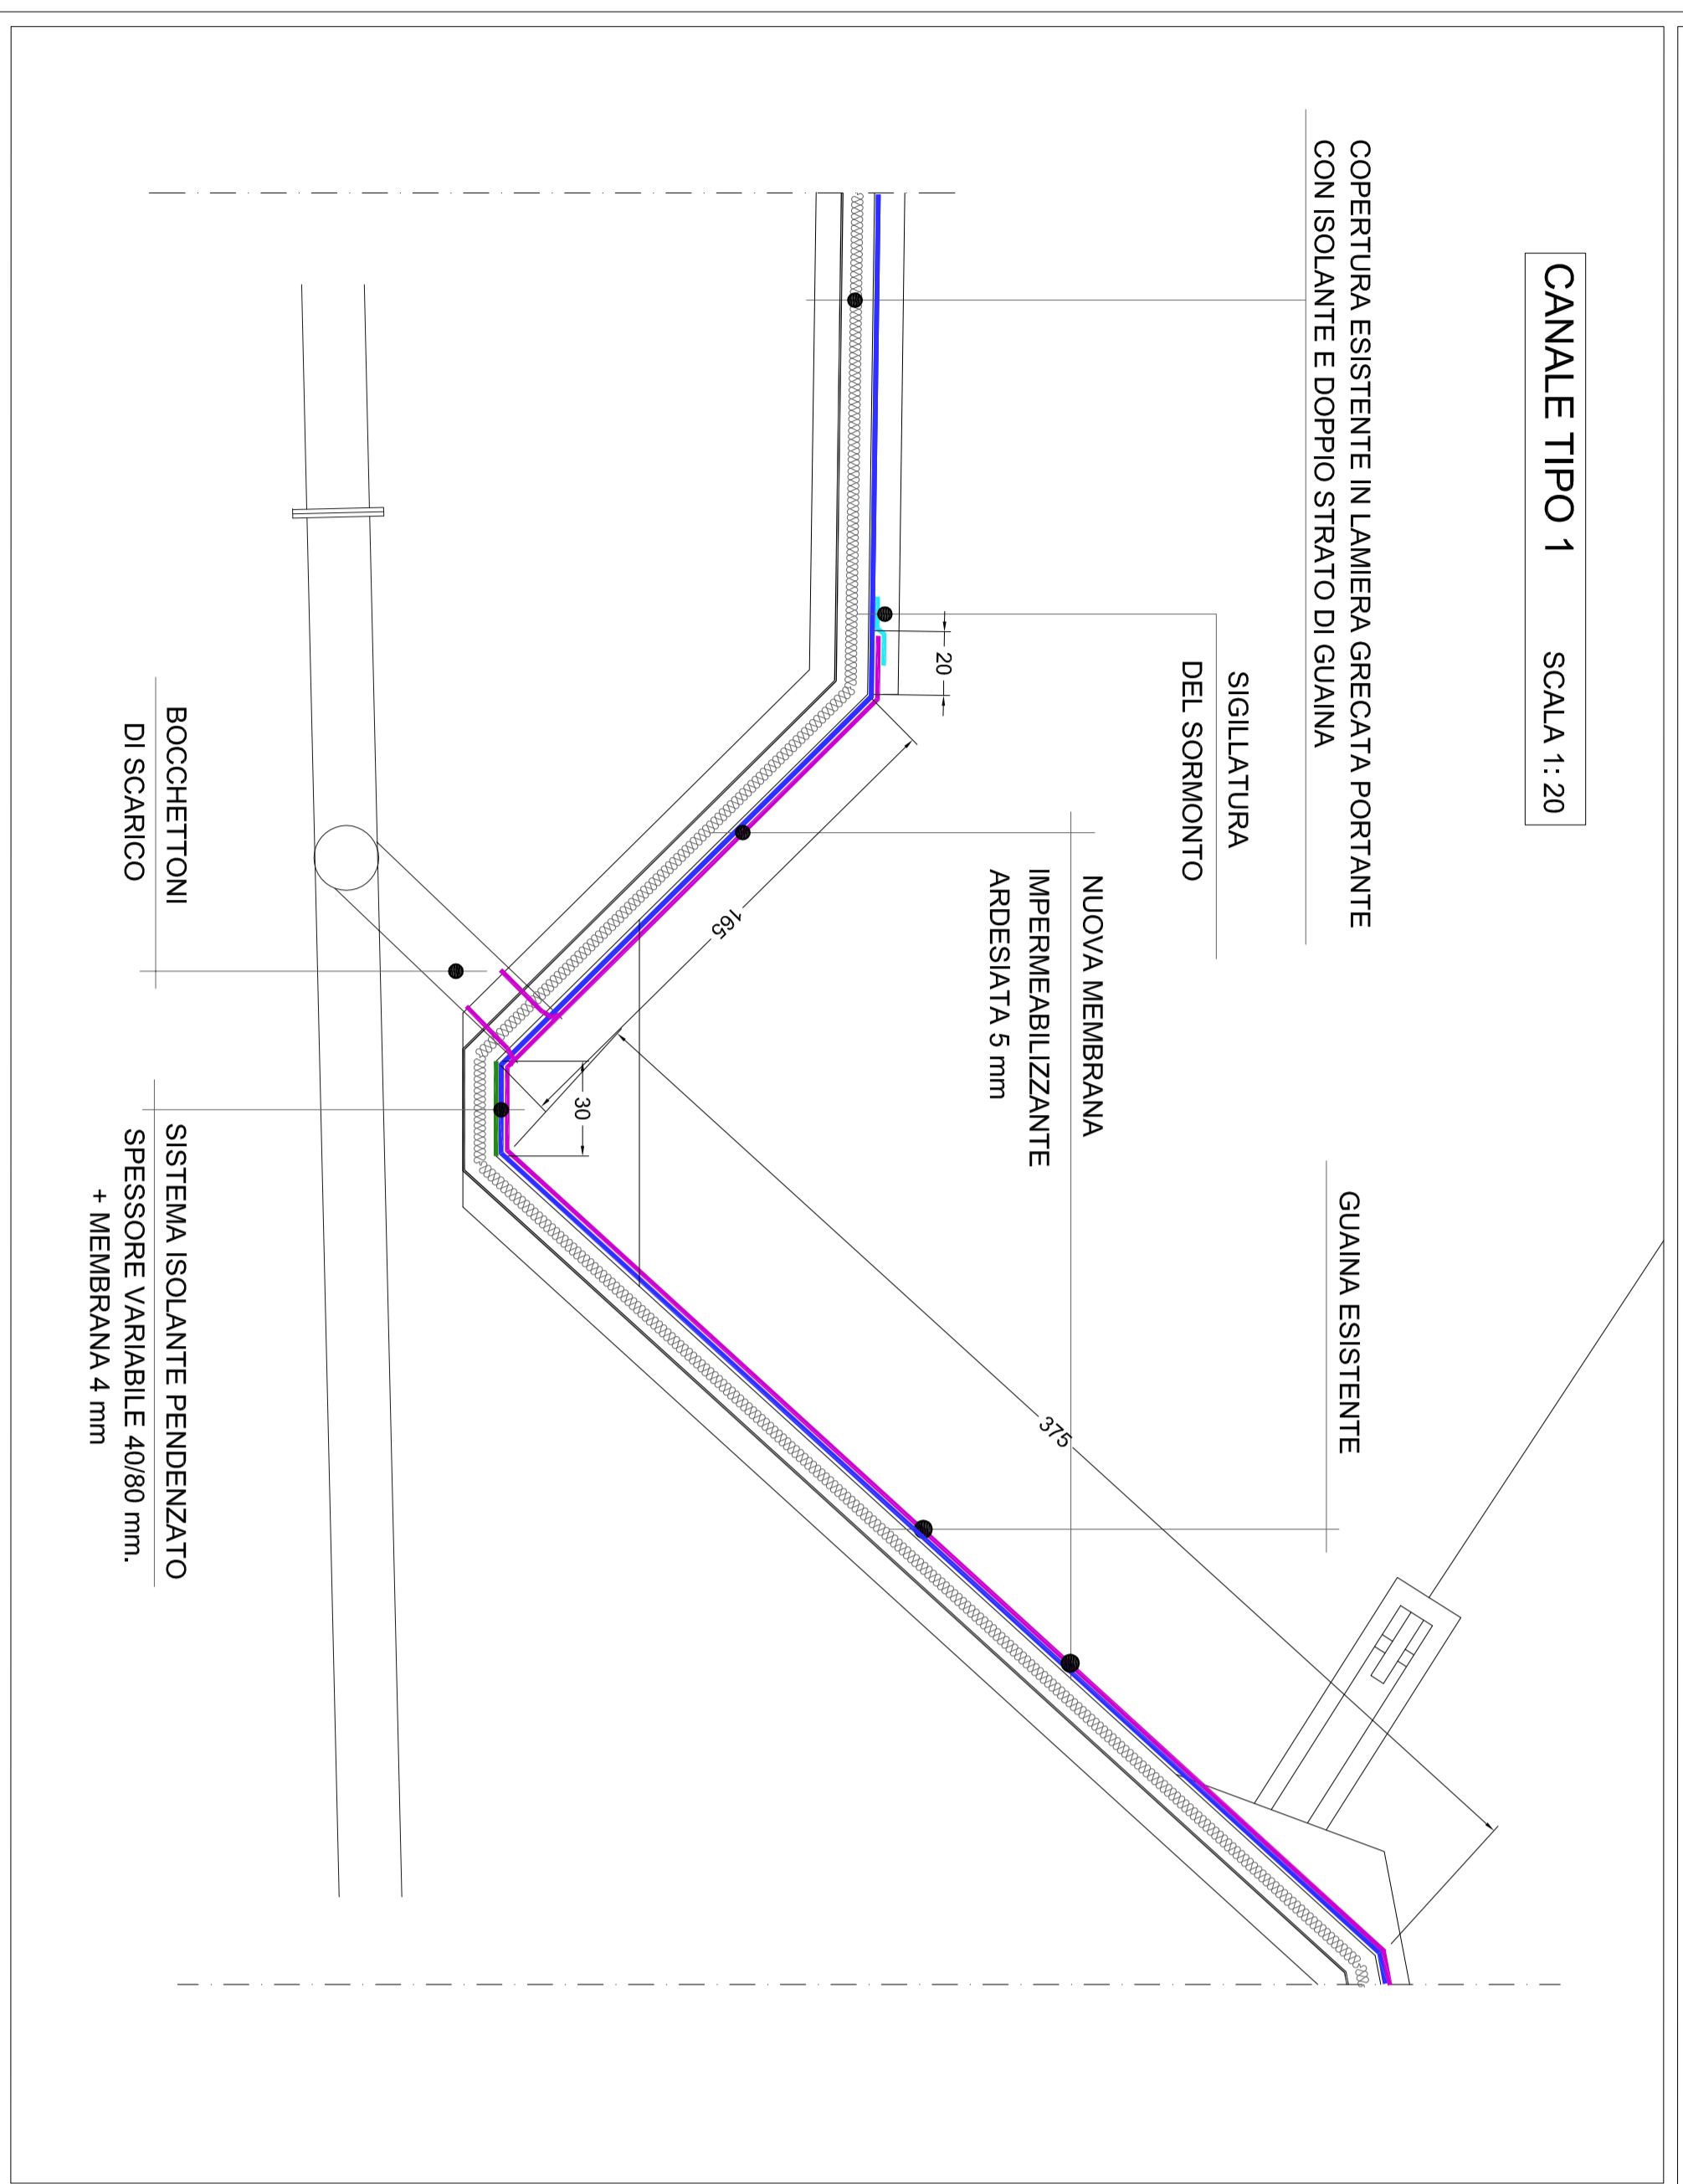 CANALE TIPO 1 SCALA 1: 20
COPERTURA ESISTENTE IN LAMIERA GRECATA PORTANTE
CON ISOLANTE E DOPPIO STRATO DI GUAINA
SIGILLATURA
DEL SORMONTO
GUAINA ESISTENTE
NUOVA MEMBRANA
IMPERMEABILIZZANTE
ARDESIATA 5 mm
20
165
375
30
BOCCHETTONI
DI SCARICO
SISTEMA ISOLANTE PENDENZATO
SPESSORE VARIABILE 40/80 mm.
+ MEMBRANA 4 mm